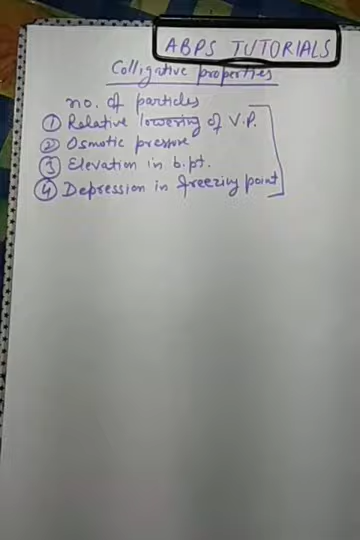 ABPS TUTORIALS
Colligative properties
no. of particles
① Relative lowering of V.P.
② Osmotic pressure
③ Elevation in b.pt.
④ Depression in freezing point